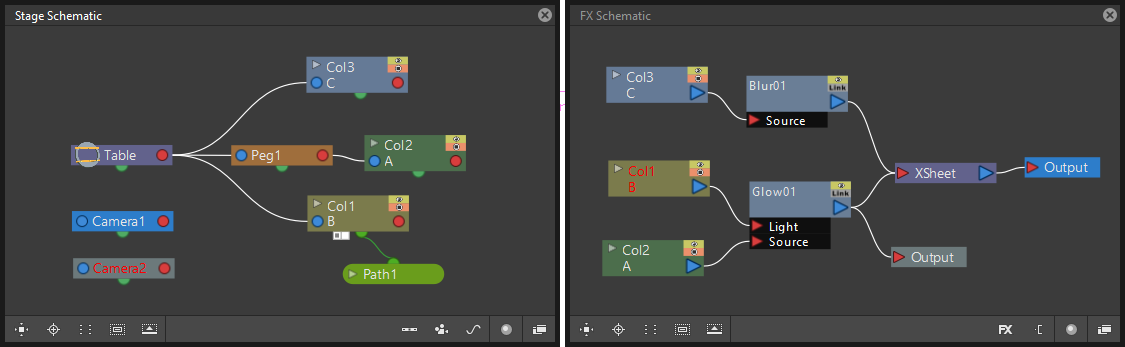 Stage Schematic
Col3
C
Table
Peg1
Col2
A
Col1
B
Camera1
Camera2
Path1
FX Schematic
Col3
C
Blur01
Link
Source
Col1
B
Glow01
Link
Light
Source
Col2
A
XSheet
Output
Output
FX